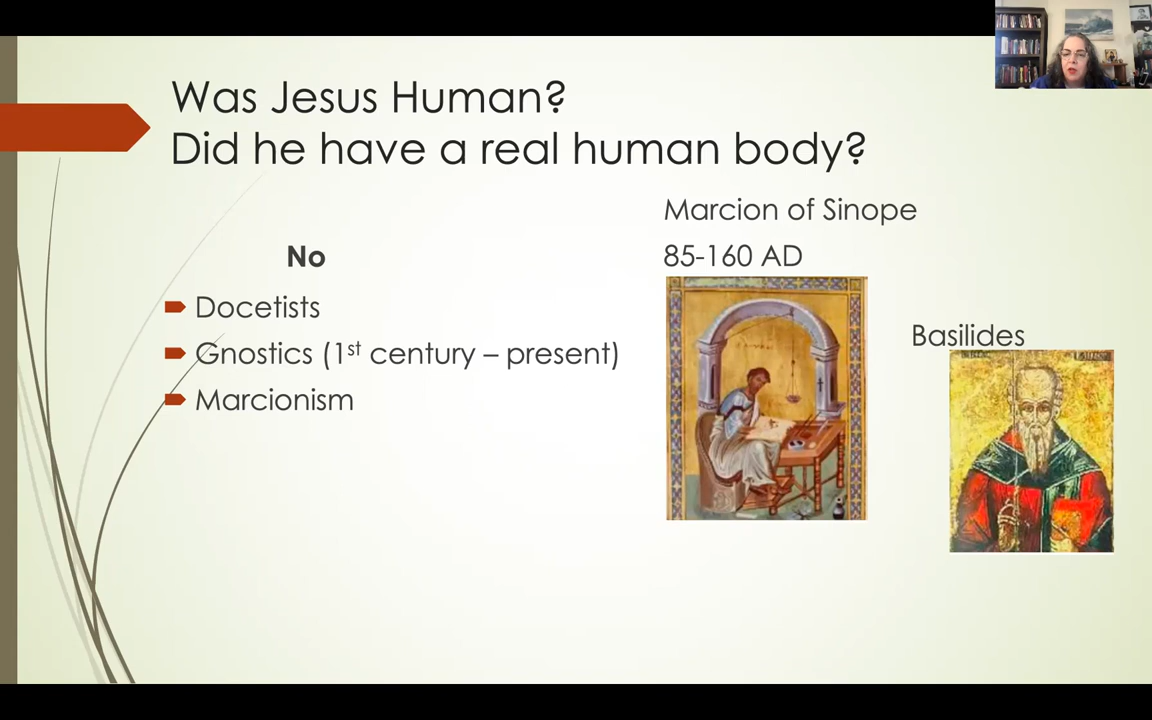 Was Jesus Human?
Did he have a real human body?
No
Docetists
Gnostics (1st century – present)
Marcionism
Marcion of Sinope
85-160 AD
Basilides